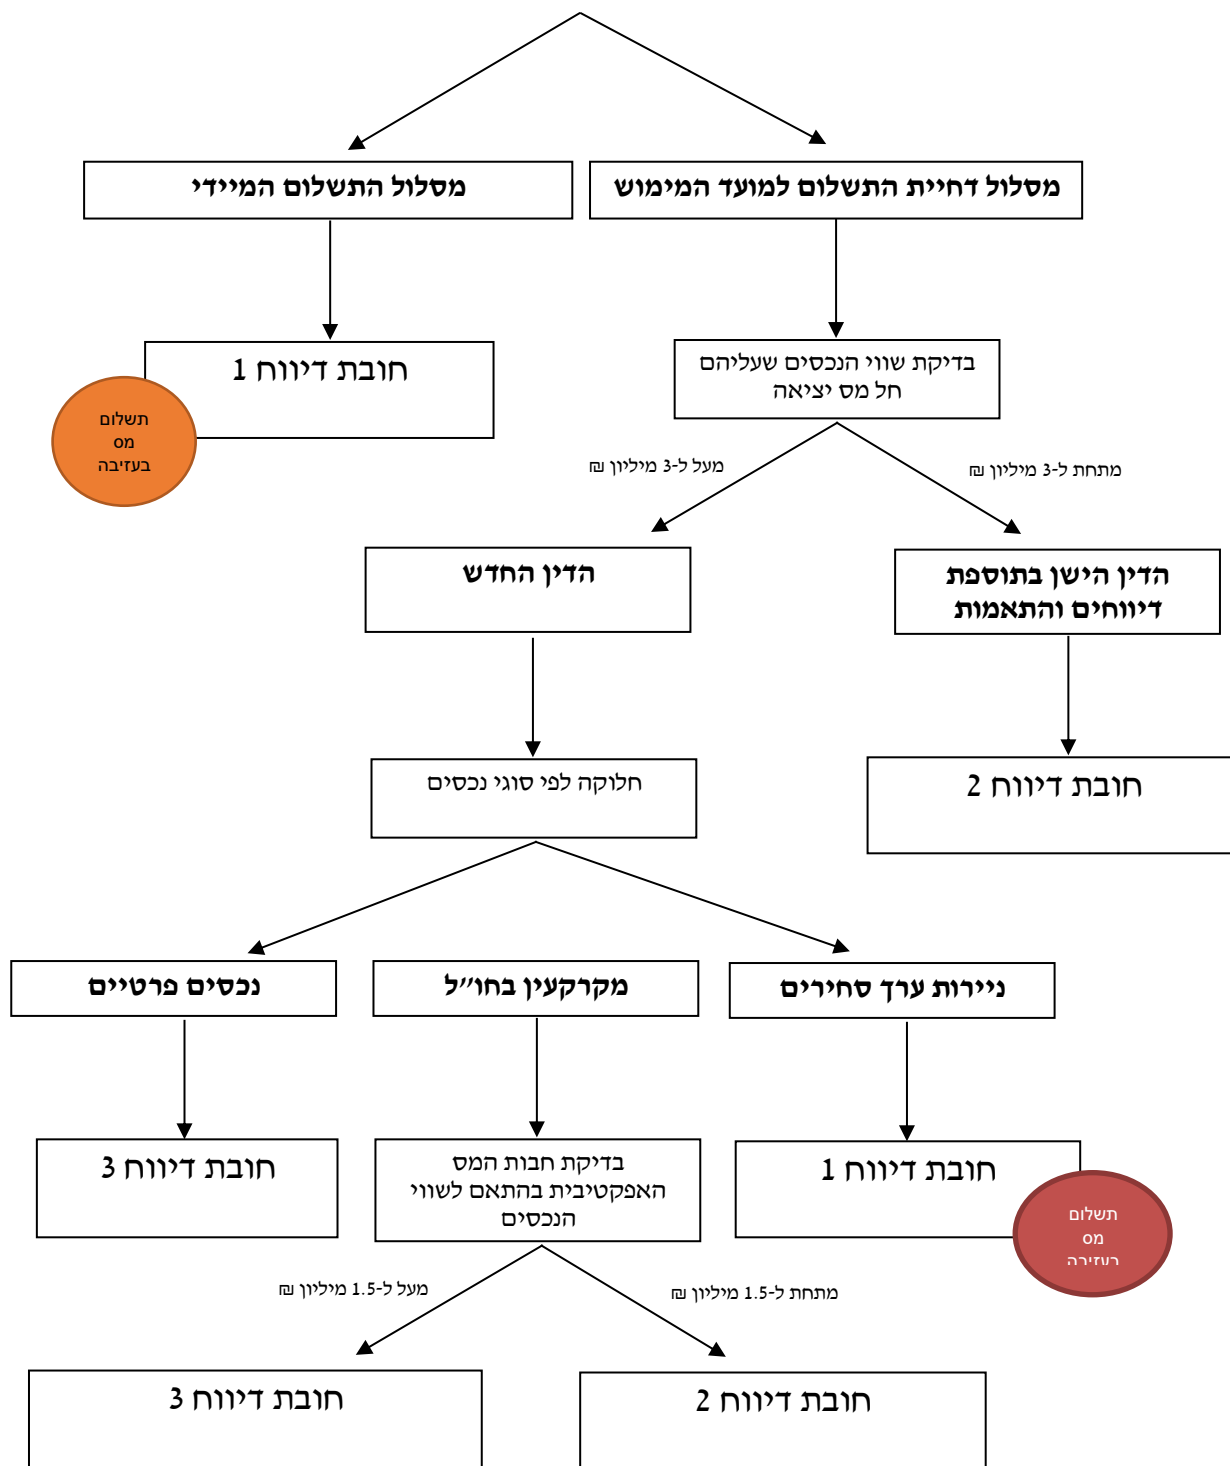 מסלול דחיית התשלום למועד המימוש
מסלול התשלום המיידי
חובת דיווח 1
תשלום
מס
בעזיבה
בדיקת שווי הנכסים שעליהם
חל מס יציאה
מתחת ל-3 מיליון ₪
מעל ל-3 מיליון ₪
הדין הישן בתוספת
דיווחים והתאמות
הדין החדש
חובת דיווח 2
חלוקה לפי סוגי נכסים
ניירות ערך סחירים
מקרקעין בחו״ל
נכסים פרטיים
חובת דיווח 1
תשלום
מס
בעזיבה
בדיקת חבות המס
האפקטיבית בהתאם לשווי
הנכסים
חובת דיווח 3
מתחת ל-1.5 מיליון ₪
מעל ל-1.5 מיליון ₪
חובת דיווח 2
חובת דיווח 3